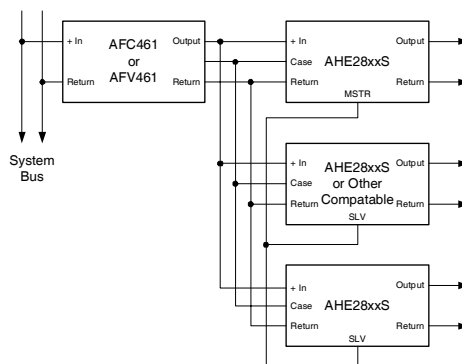 + In
Return
AFC461
or
AFV461
Output
Return
System
Bus
+ In
Case
Return
AHE28xxS
MSTR
Output
Return
+ In
Case
Return
AHE28xxS
or Other
Compatable
SLV
Output
Return
+ In
Case
Return
AHE28xxS
SLV
Output
Return